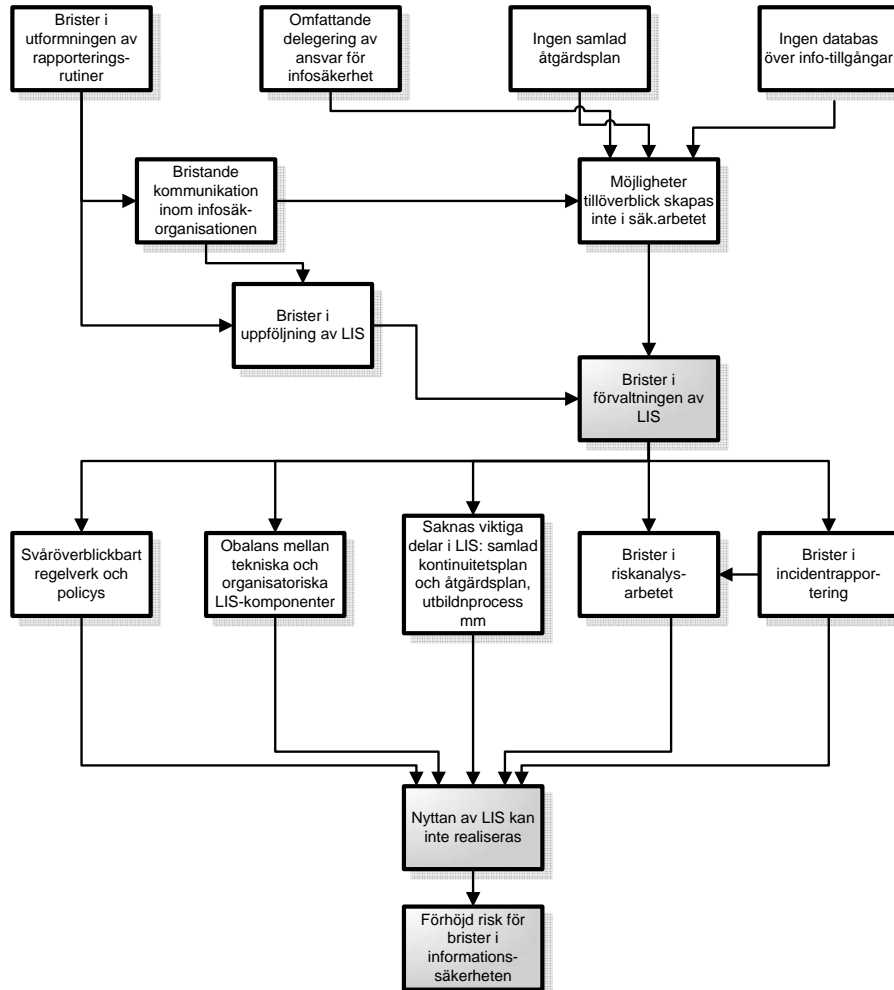 Brister i
utformningen av
rapporterings-
rutiner
Omfattande
delegering av
ansvar för
infosäkerhet
Ingen samlad
åtgärdsplan
Ingen databas
över info-tillgångar
Bristande
kommunikation
inom infosäk-
organisationen
Möjligheter
tillöverblick skapas
inte i säk.arbetet
Brister i
uppföljning av LIS
Brister i
förvaltningen av
LIS
Svåröverblickbart
regelverk och
policys
Obalans mellan
tekniska och
organisatoriska
LIS-komponenter
Saknas viktiga
delar i LIS: samlad
kontinuitetsplan
och åtgärdsplan,
utbildnprocess
mm
Brister i
riskanalys-
arbetet
Brister i
incidentrappor-
tering
Nyttan av LIS kan
inte realiseras
Förhöjd risk för
brister i
informations-
säkerheten